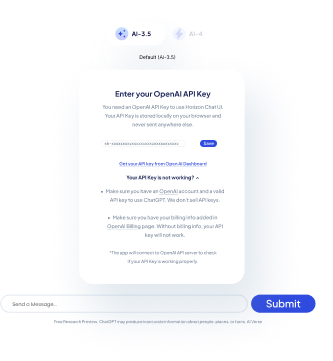 AI-3.5
AI-4
Default (AI-3.5)
Enter your OpenAI API Key
You need an OpenAI API Key to use Horizon Chat UI.
Your API Key is stored locally on your browser and
never sent anywhere else.
Save
Get your API key from Open AI Dashboard
Your API Key is not working?
Make sure you have an OpenAI account and a valid
API key to use ChatGPT. We don't sell API keys.
Make sure you have your billing info added in
OpenAI Billing page. Without billing info, your API
key will not work.
*The app will connect to OpenAI API server to check
if your API Key is working properly.
Send a Message...
Submit
Free Research Preview. ChatGPT may produce inaccurate information about people, places, or facts.